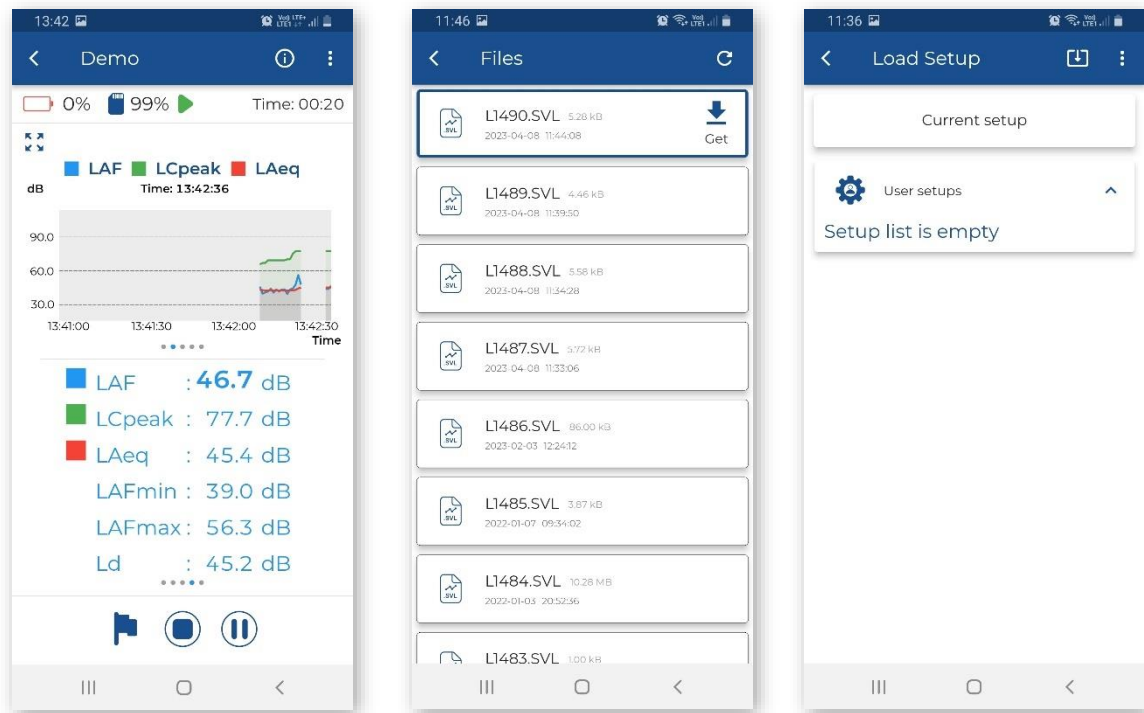 13:42
Demo
0% 99% Time: 00:20
LAF LCpeak LAeq
dB Time: 13:42:36
90.0
60.0
30.0
13:41:00 13:41:30 13:42:00 13:42:30
Time
LAF : 46.7 dB
LCpeak : 77.7 dB
LAeq : 45.4 dB
LAFmin : 39.0 dB
LAFmax : 56.3 dB
Ld : 45.2 dB
11:46
Files
L1490.SVL 5.28 kB
2023-04-08 11:44:08
Get
L1489.SVL 4.46 kB
2023-04-08 11:39:50
L1488.SVL 5.58 kB
2023-04-08 11:34:28
L1487.SVL 5.72 kB
2023-04-08 11:33:06
L1486.SVL 86.00 kB
2023-02-03 12:24:12
L1485.SVL 3.87 kB
2022-01-07 09:34:02
L1484.SVL 10.28 MB
2022-01-03 20:52:36
L1483.SVL 1.00 kB
11:36
Load Setup
Current setup
User setups
Setup list is empty